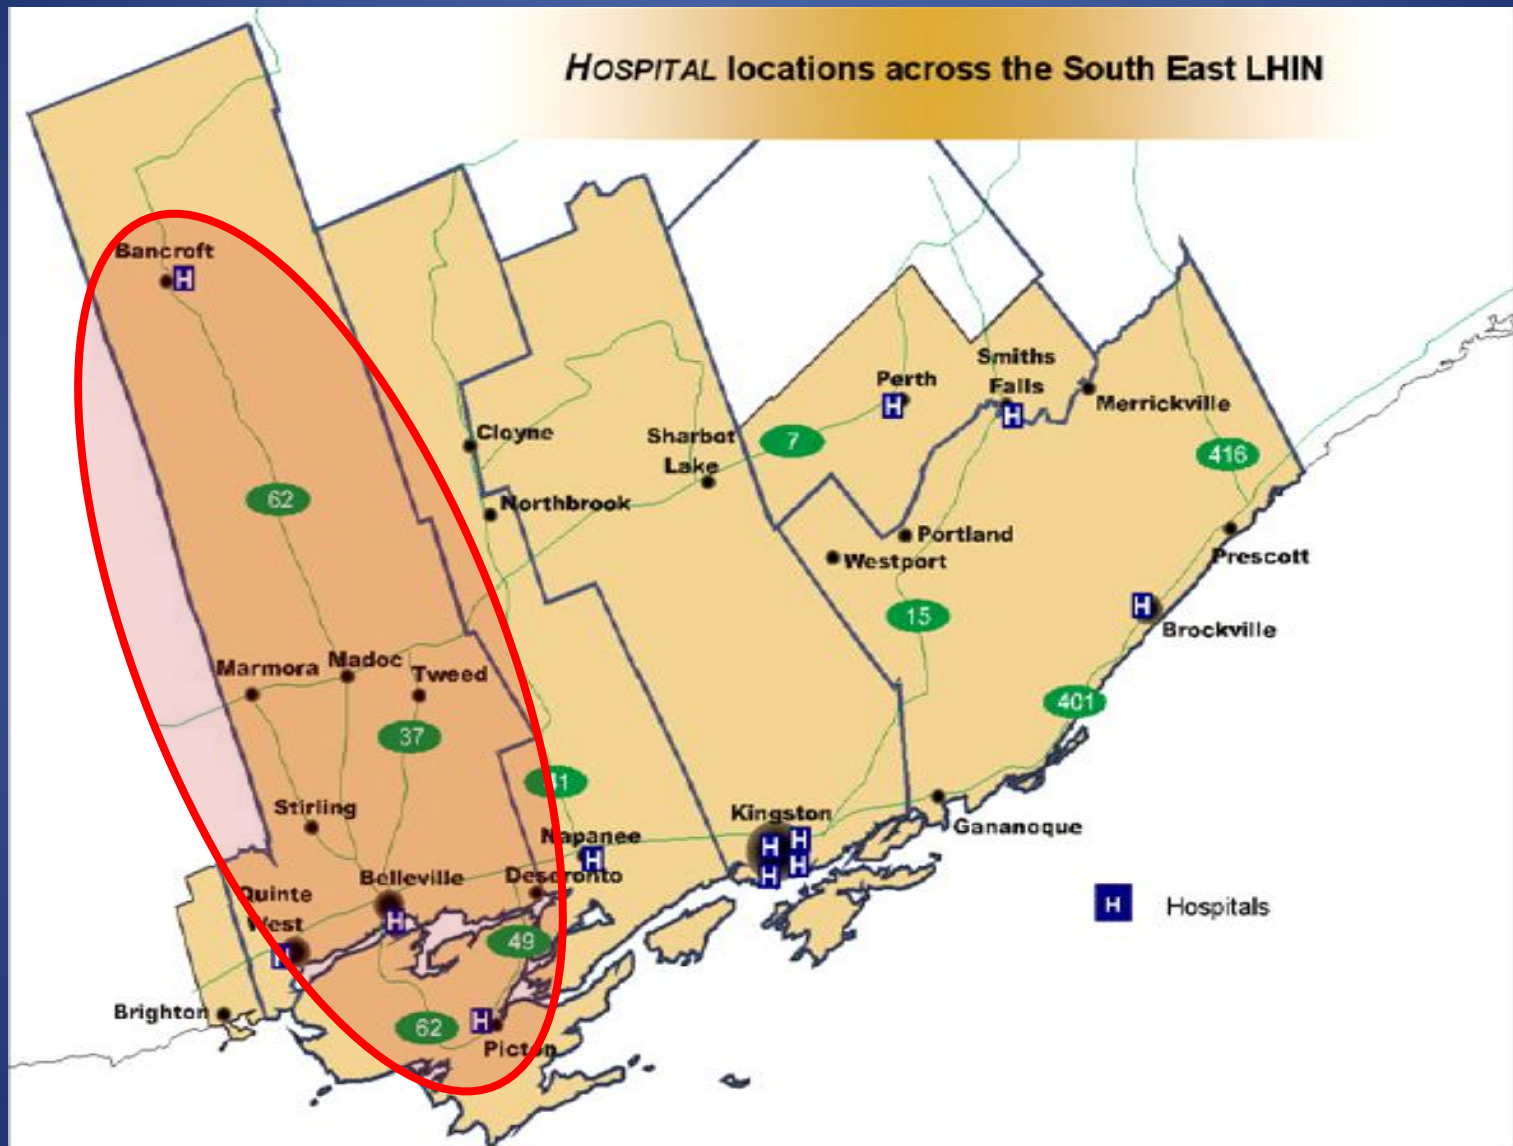 HOSPITAL locations across the South East LHIN
Bancroft
H
Smiths
Falls
Perth
H
H
Merrickville
Cloyne
Sharbot
Lake
7
416
62
Northbrook
Portland
Westport
Prescott
15
H
Brockville
Marmora
Madoc
Tweed
401
37
41
Stirling
Kingston
Gananoque
H
H
H
H
Napanee
H
Belleville
Deseronto
Quinte
West
H
H
49
H Hospitals
Brighton
62
H
Picton